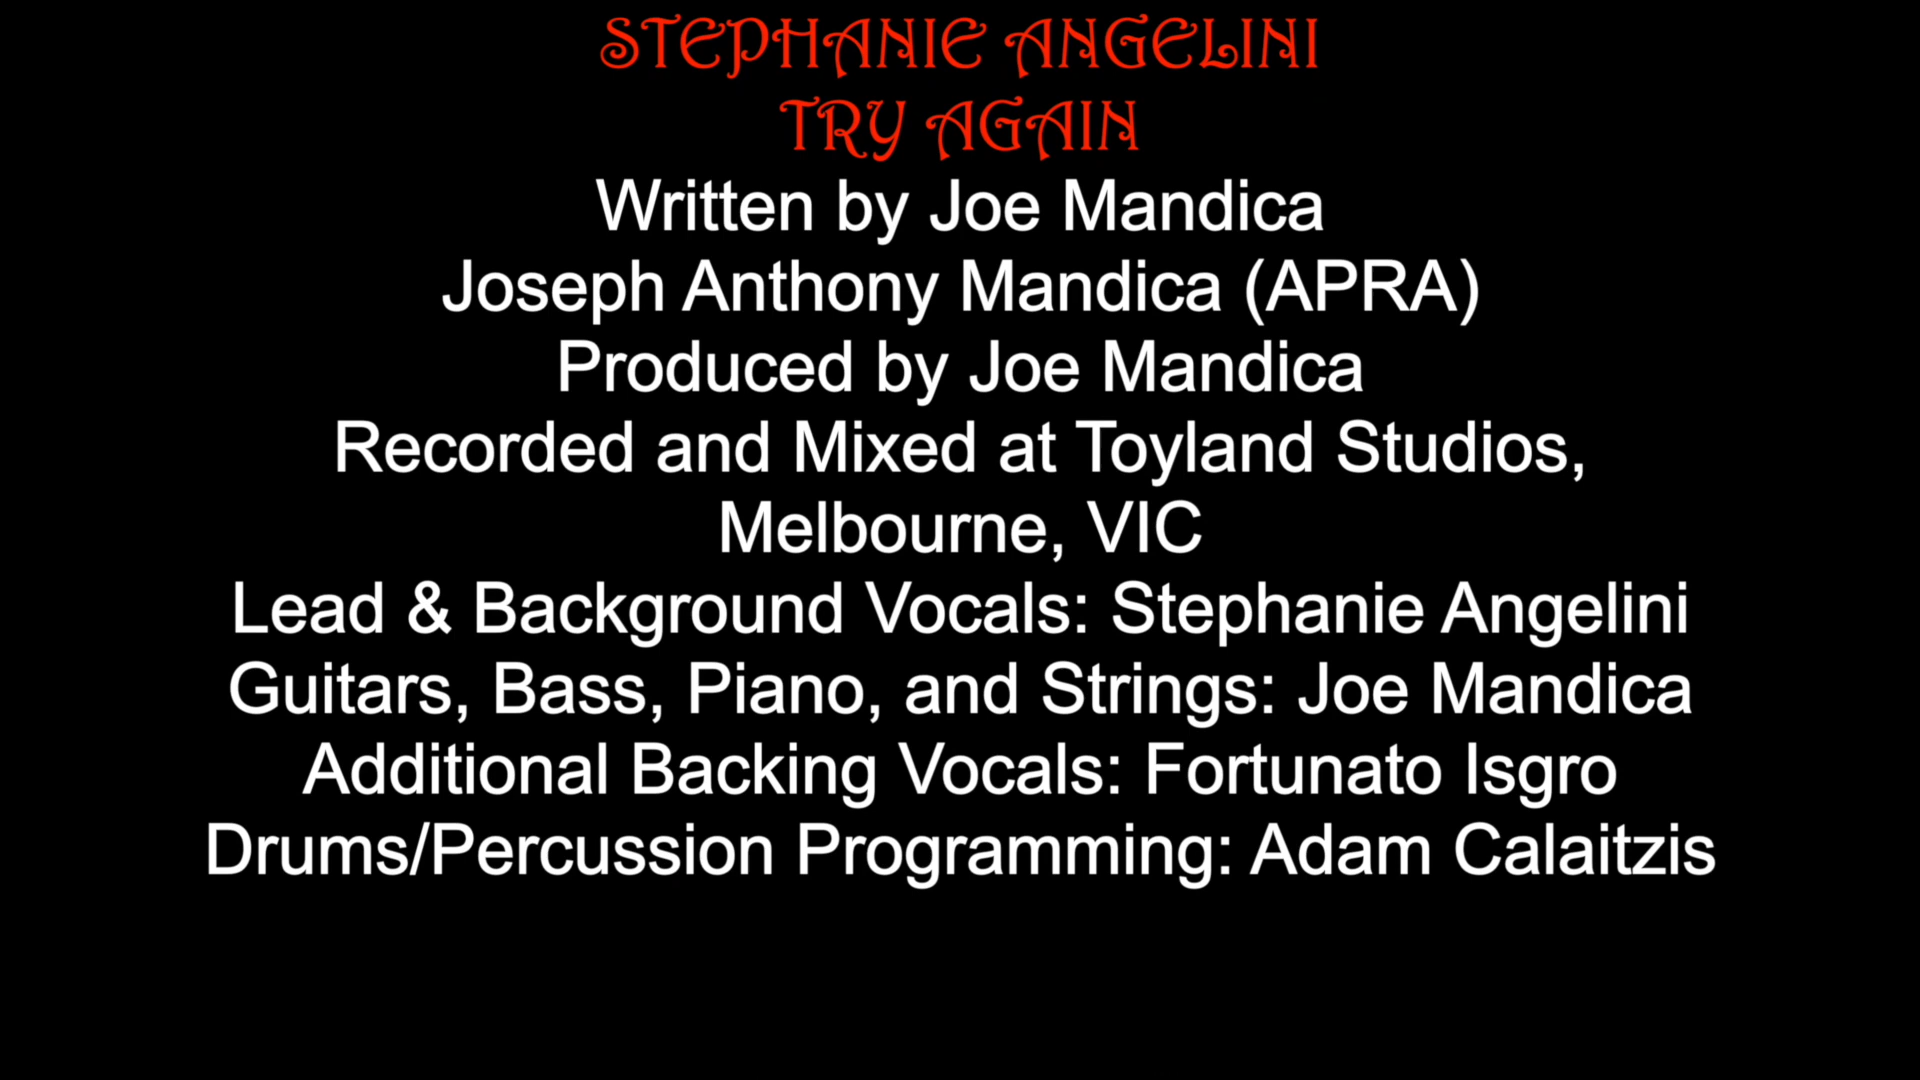 STEPHANIE ANGELINI
TRY AGAIN
Written by Joe Mandica
Joseph Anthony Mandica (APRA)
Produced by Joe Mandica
Recorded and Mixed at Toyland Studios,
Melbourne, VIC
Lead & Background Vocals: Stephanie Angelini
Guitars, Bass, Piano, and Strings: Joe Mandica
Additional Backing Vocals: Fortunato Isgro
Drums/Percussion Programming: Adam Calaitzis